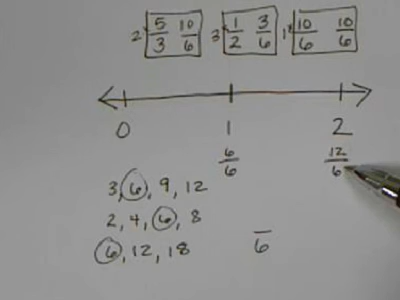 2 5/3 10/6 3 1/2 3/6 1 10/6 10/6
0 1 2
6/6 12/6
3, 6, 9, 12
2, 4, 6, 8
6, 12, 18 /6